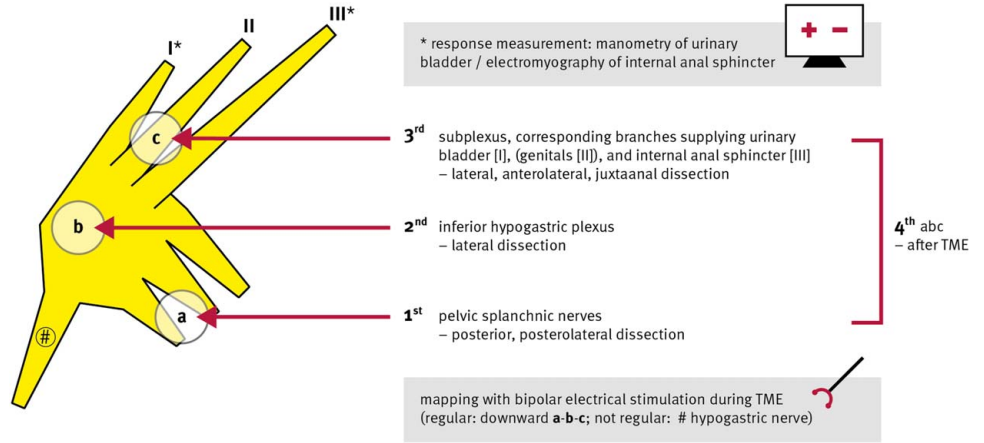 I*
II
III*
* response measurement: manometry of urinary
bladder / electromyography of internal anal sphincter
+ −
c
3rd subplexus, corresponding branches supplying urinary
bladder [I], (genitals [II]), and internal anal sphincter [III]
– lateral, anterolateral, juxtaanal dissection
b
2nd inferior hypogastric plexus
– lateral dissection
4th abc
– after TME
a
1st pelvic splanchnic nerves
– posterior, posterolateral dissection
#
mapping with bipolar electrical stimulation during TME
(regular: downward a-b-c; not regular: # hypogastric nerve)